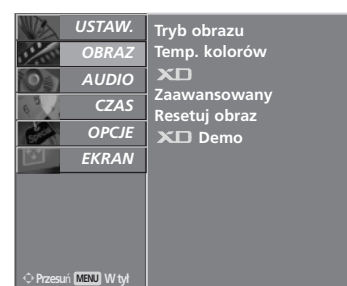 USTAW.
OBRAZ
AUDIO
CZAS
OPCJE
EKRAN
Przesuń MENU W tył
Tryb obrazu
Temp. kolorów
XD
Zaawansowany
Resetuj obraz
XD Demo